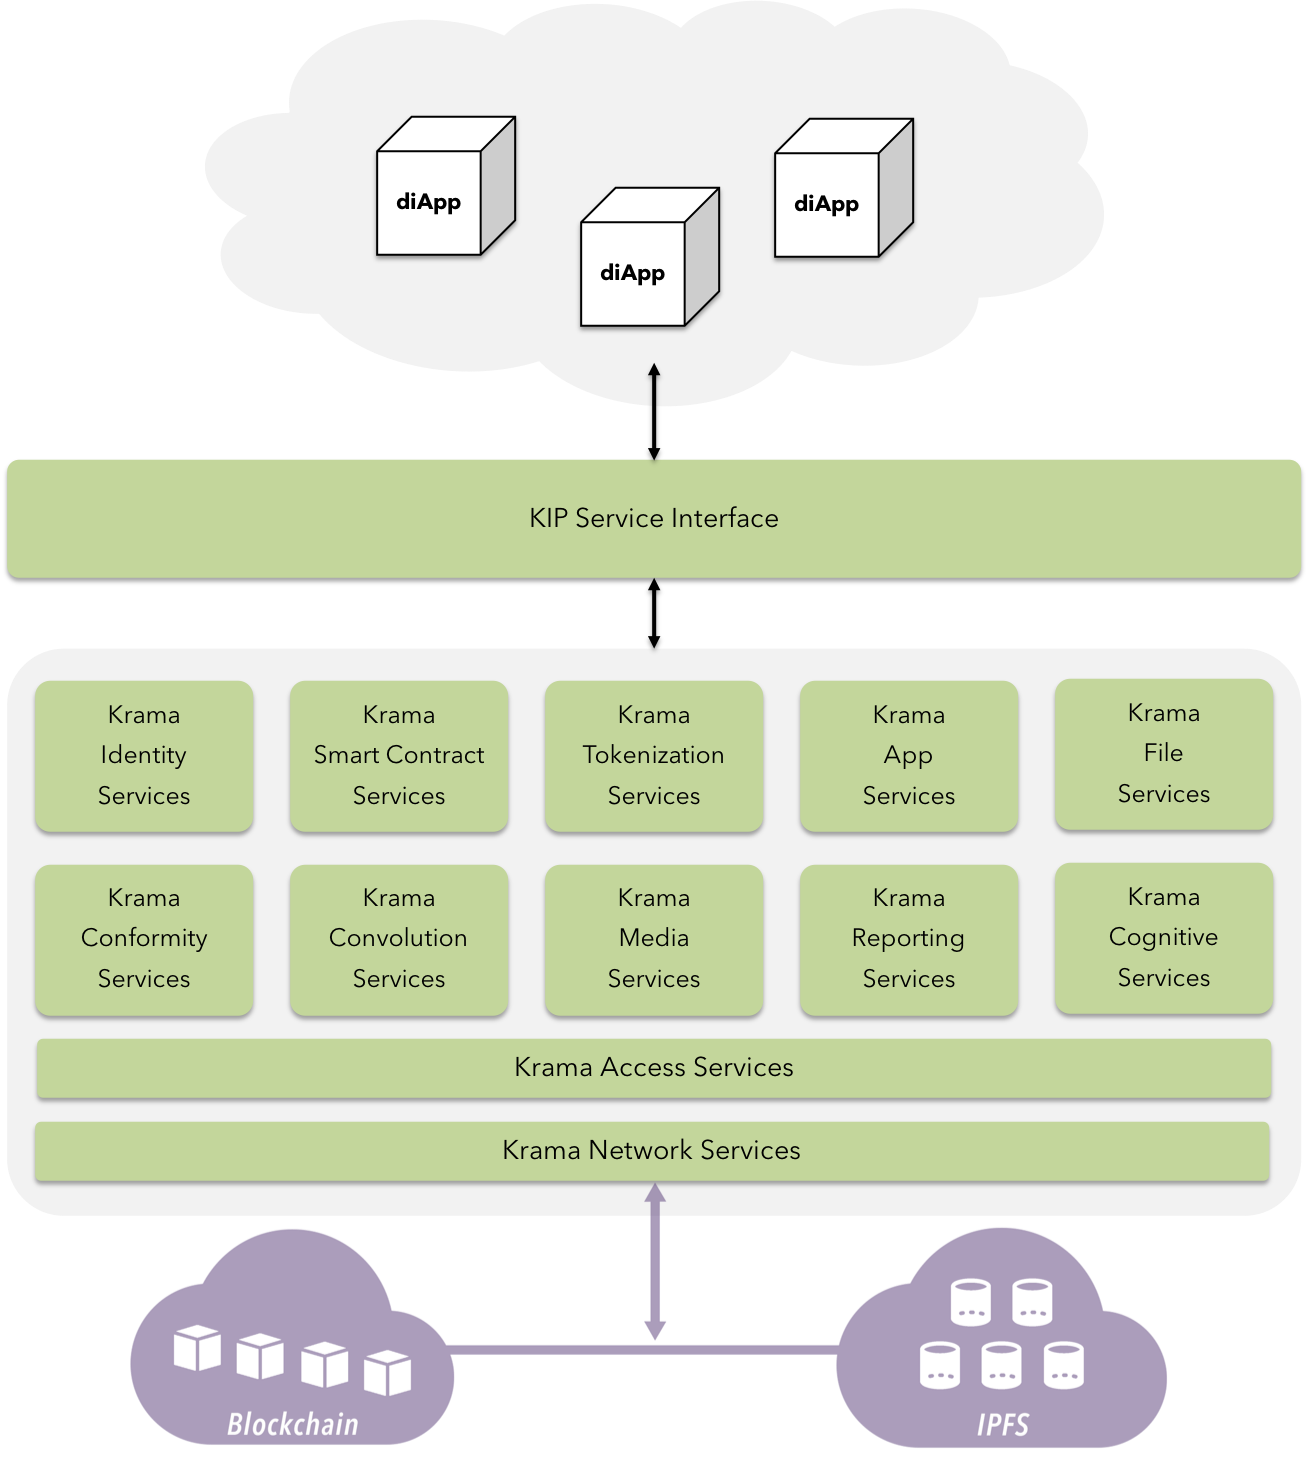 diApp
diApp
diApp
KIP Service Interface
Krama
Identity
Services
Krama
Smart Contract
Services
Krama
Tokenization
Services
Krama
App
Services
Krama
File
Services
Krama
Conformity
Services
Krama
Convolution
Services
Krama
Media
Services
Krama
Reporting
Services
Krama
Cognitive
Services
Krama Access Services
Krama Network Services
Blockchain
IPFS